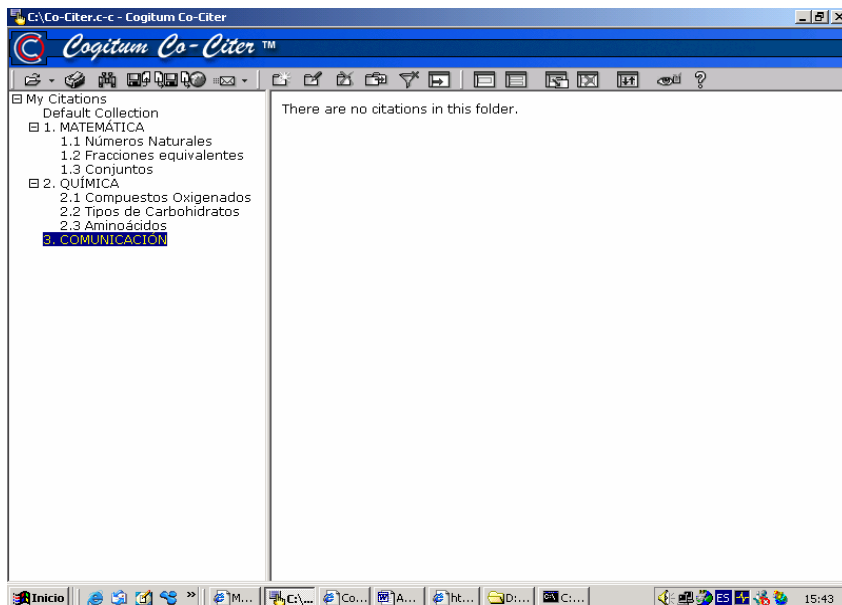 C:\Co-Citer.c-c - Cogitum Co-Citer
C Cogitum Co-Citer TM
My Citations
Default Collection
1. MATEMÁTICA
1.1 Números Naturales
1.2 Fracciones equivalentes
1.3 Conjuntos
2. QUÍMICA
2.1 Compuestos Oxigenados
2.2 Tipos de Carbohidratos
2.3 Aminoácidos
3. COMUNICACIÓN
There are no citations in this folder.
Inicio » M... C:\... Co... A... ht... D:... C:... ES 15:43